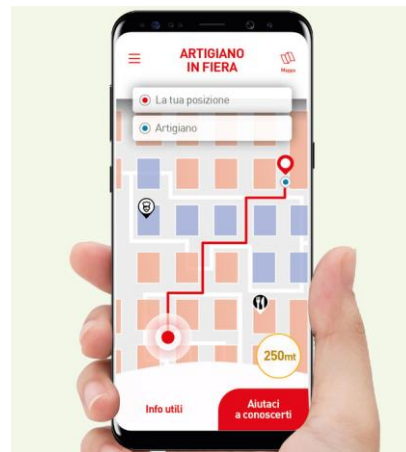 ARTIGIANO
IN FIERA
Mappa
La tua posizione
Artigiano
250mt
Info utili
Aiutaci
a conoscerti